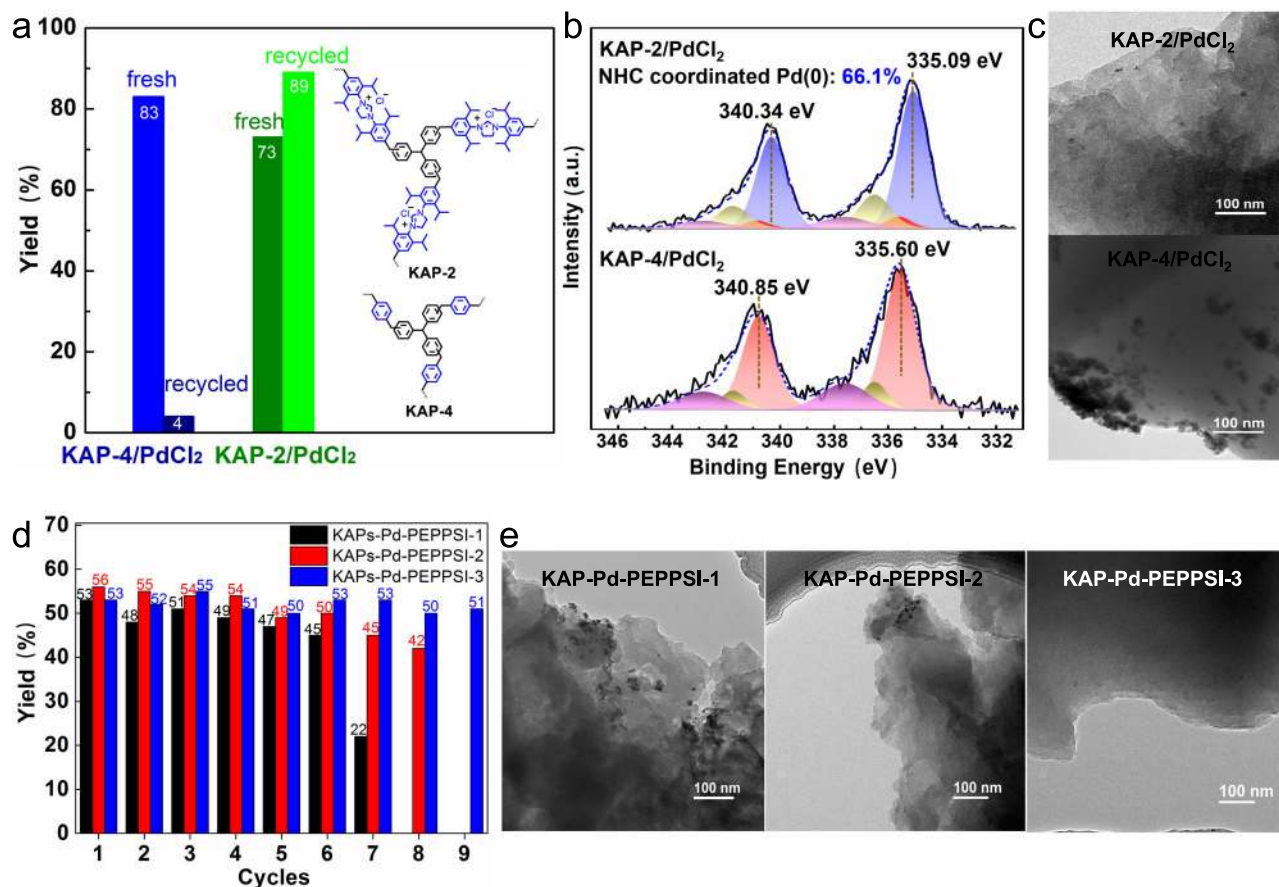 a
100
80
60
40
20
0
Yield (%)
fresh
83
recycled
4
fresh
73
recycled
89
KAP-4/PdCl₂
KAP-2/PdCl₂
Cl⁻
+
N
N
Cl⁻
+
N
N
Cl⁻
+
N
N
KAP-2
KAP-4
b
KAP-2/PdCl₂
NHC coordinated Pd(0): 66.1%
335.09 eV
340.34 eV
KAP-4/PdCl₂
335.60 eV
340.85 eV
Intensity (a.u.)
346 344 342 340 338 336 334 332
Binding Energy (eV)
c
KAP-2/PdCl₂
100 nm
KAP-4/PdCl₂
100 nm
d
70
60
50
40
30
20
10
0
Yield (%)
KAPs-Pd-PEPPSI-1
KAPs-Pd-PEPPSI-2
KAPs-Pd-PEPPSI-3
53 56 53
48 55 52
51 54 55
49 54 51
47 49 50
45 50 53
22 45 53
42 50
51
1 2 3 4 5 6 7 8 9
Cycles
e
KAP-Pd-PEPPSI-1
100 nm
KAP-Pd-PEPPSI-2
100 nm
KAP-Pd-PEPPSI-3
100 nm